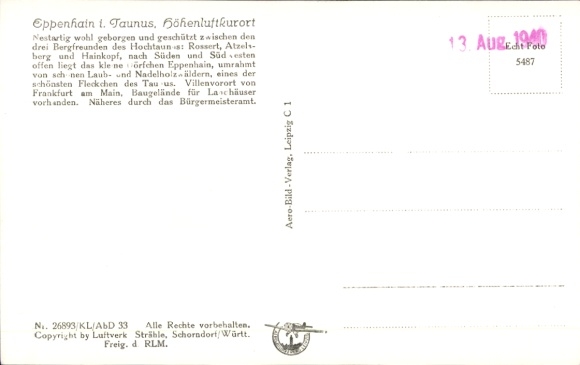 Eppenhain i. Taunus, Höhenluftkurort
Nestartig wohl geborgen und geschützt zwischen den
drei Bergfreunden des Hochtaunus: Rossert, Atzels-
berg und Hainkopf, nach Süden und Südwesten
offen liegt das kleine Dörfchen Eppenhain, umrahmt
von schönen Laub- und Nadelholzwäldern, eines der
schönsten Fleckchen des Taunus. Villenvorort von
Frankfurt am Main, Baugelände für Landhäuser
vorhanden. Näheres durch das Bürgermeisteramt.
13 Aug. 1940
Echt Foto
5487
Aero-Bild-Verlag, Leipzig C 1
Nr. 26893/KL/AbD 33 Alle Rechte vorbehalten.
Copyright by Luftverk Strähle, Schorndorf/Württ.
Freig. d RLM.